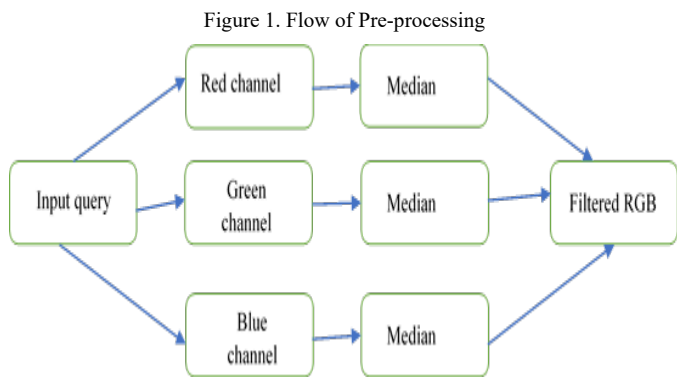 Figure 1. Flow of Pre-processing
Red channel
Median
Input query
Green
channel
Median
Filtered RGB
Blue
channel
Median